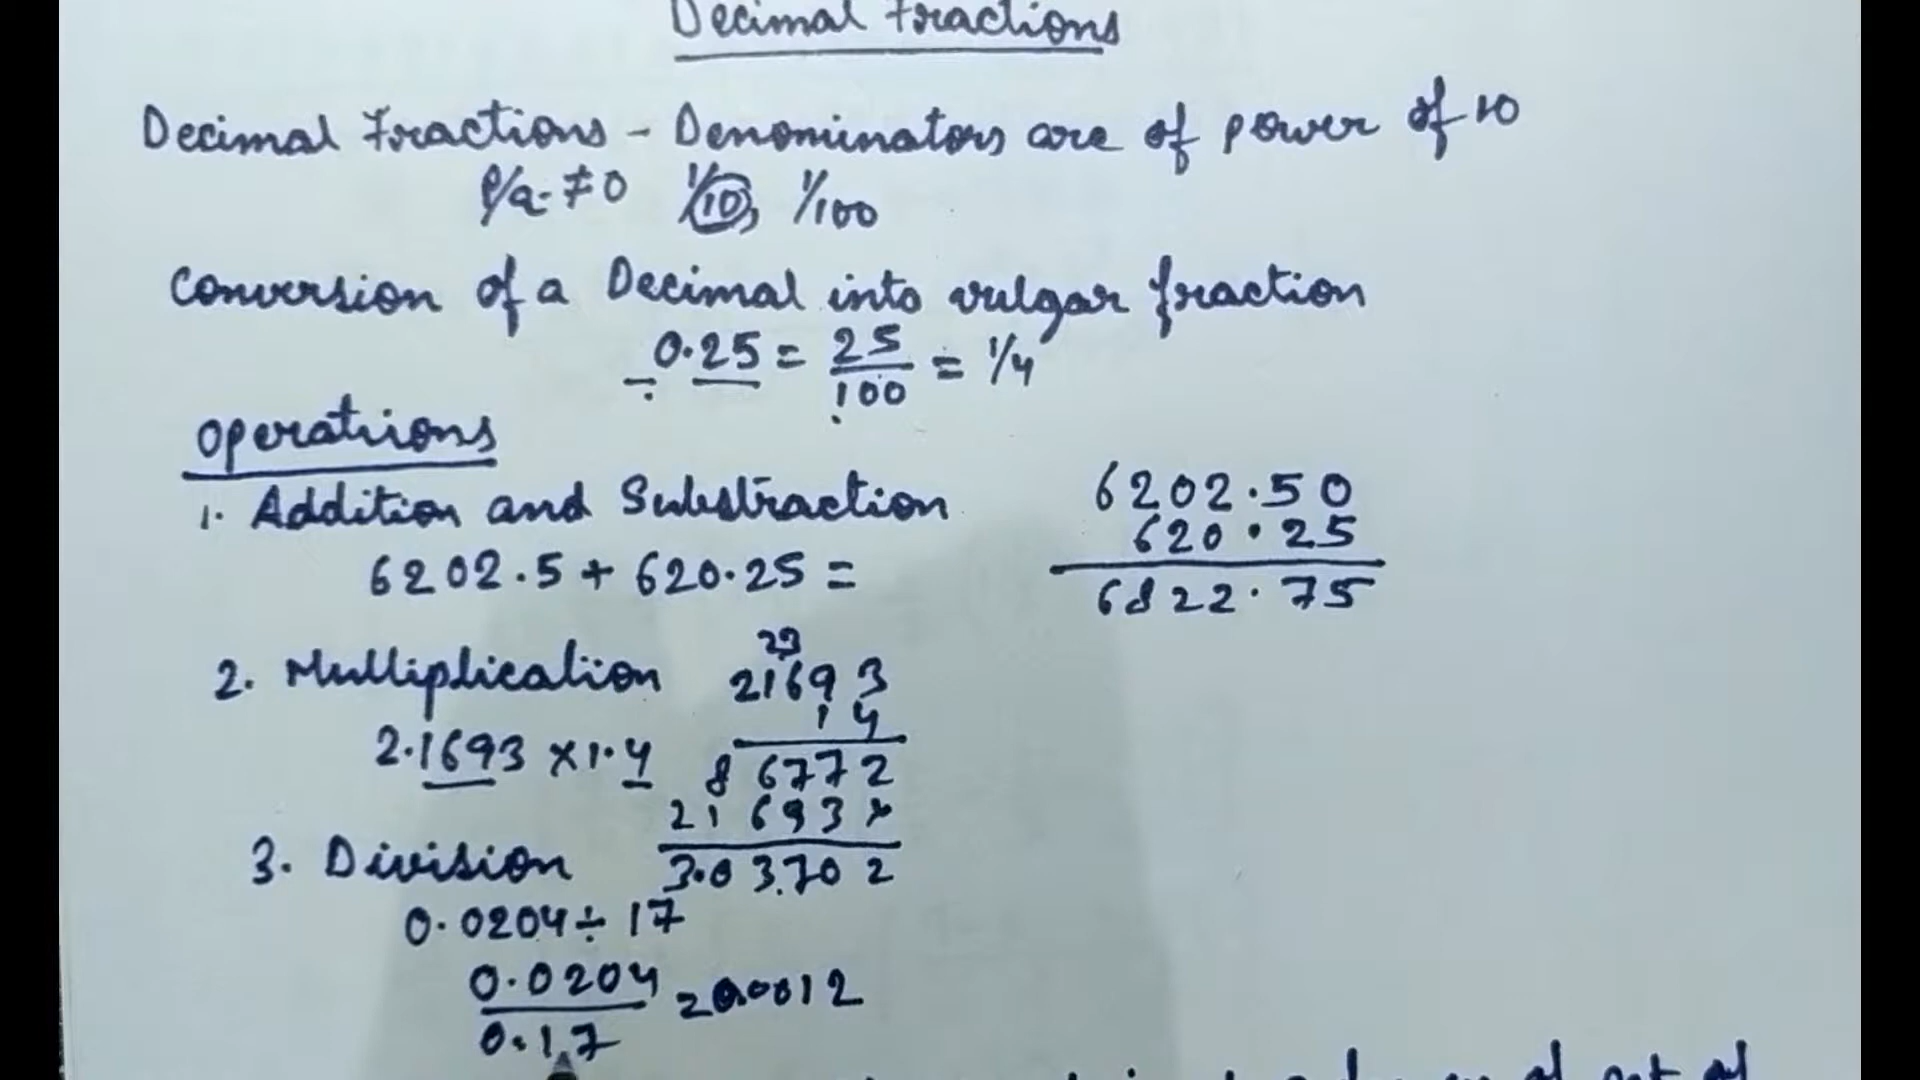 Decimal Fractions
Decimal Fractions - Denominators are of power of 10
P/q ≠ 0 1/10, 1/100
Conversion of a Decimal into vulgar fraction
0.25 = 25/100 = 1/4
Operations
1. Addition and Substraction
6202.5 + 620.25 =
6202.50
620.25
6822.75
2. Multiplication
2.1693 x 1.4
23
21693
14
86772
21693x
3.03702
3. Division
0.0204 ÷ 17
0.0204
0.17